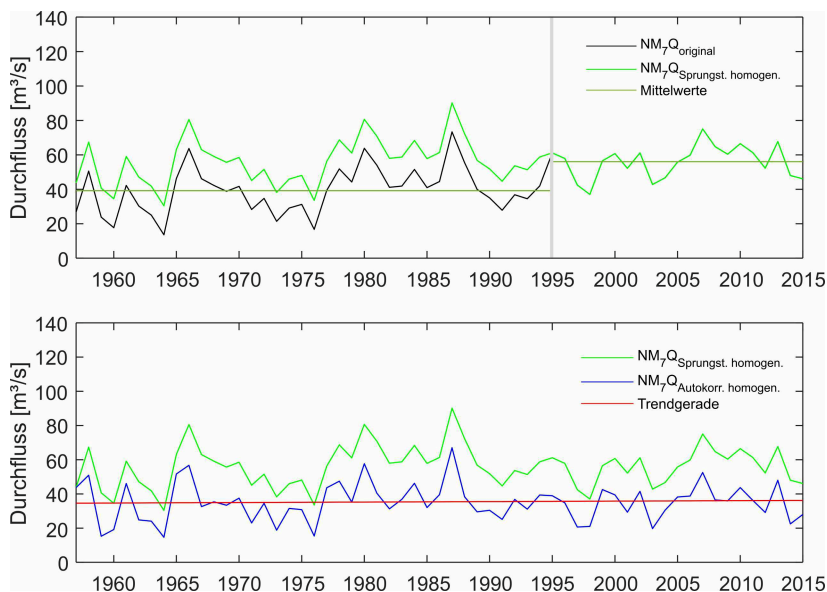 140
120
100
80
60
40
20
0
Durchfluss [m³/s]
NM₇Qoriginal
NM₇QSprungst. homogen.
Mittelwerte
1960 1965 1970 1975 1980 1985 1990 1995 2000 2005 2010 2015
140
120
100
80
60
40
20
0
Durchfluss [m³/s]
NM₇QSprungst. homogen.
NM₇QAutokorr. homogen.
Trendgerade
1960 1965 1970 1975 1980 1985 1990 1995 2000 2005 2010 2015